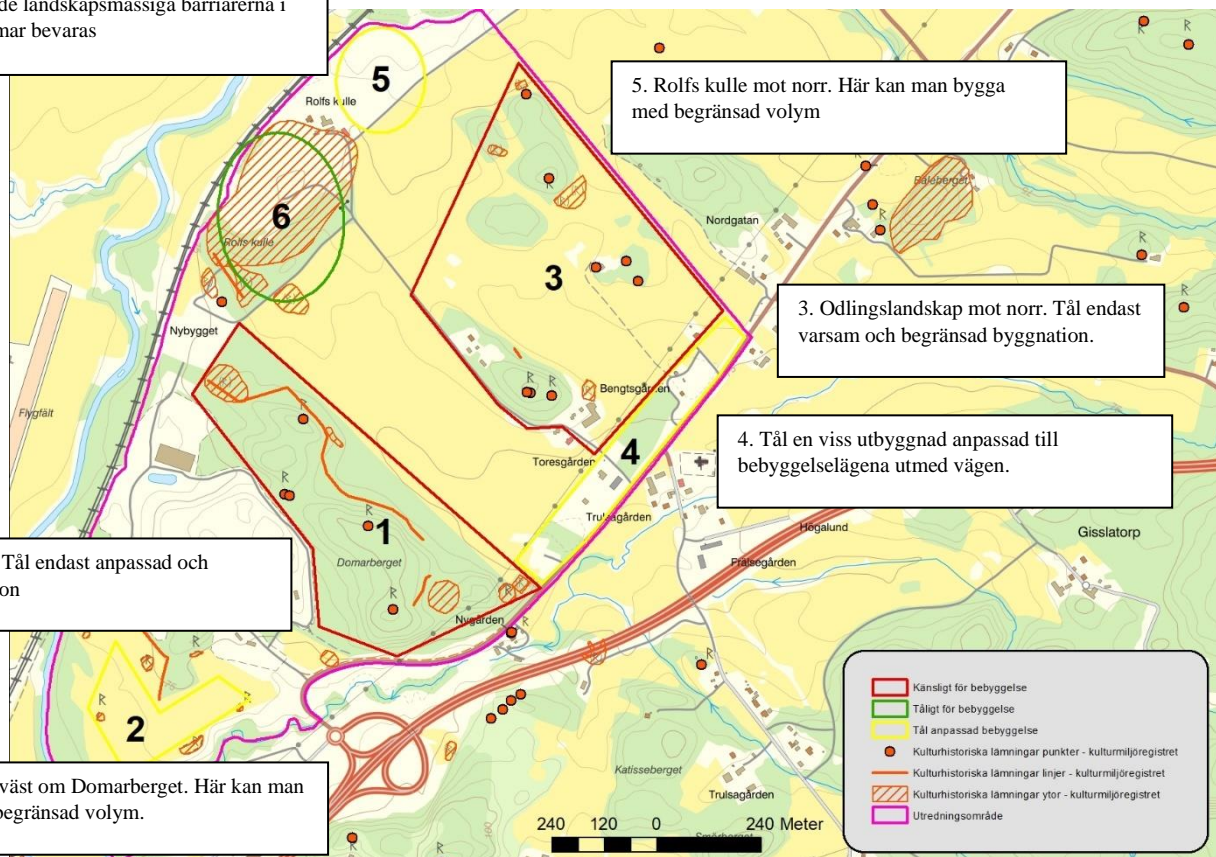 de landskapsmässiga barriärerna i
mar bevaras
5
Rolfs kulle
5. Rolfs kulle mot norr. Här kan man bygga
med begränsad volym
R
R
R
R
Båleberget
R
R
Nordgatan
6
Rolfs kulle
3
3. Odlingslandskap mot norr. Tål endast
varsam och begränsad byggnation.
Nybygget
Flygfält
R
R
R
Bengtsgården
4. Tål en viss utbyggnad anpassad till
bebyggelselägena utmed vägen.
4
Toresgården
R
R
R
1
Trulsagården
Högalund
Gisslatorp
Frälsegården
Domarberget
Tål endast anpassad och
on
R
R
R
Nygården
R
R
R
2
väst om Domarberget. Här kan man
begränsad volym.
Katisseberget
Trulsagården
Smörberget
R
240 120 0 240 Meter
Känsligt för bebyggelse
Tåligt för bebyggelse
Tål anpassad bebyggelse
Kulturhistoriska lämningar punkter - kulturmiljöregistret
Kulturhistoriska lämningar linjer - kulturmiljöregistret
Kulturhistoriska lämningar ytor - kulturmiljöregistret
Utredningsområde